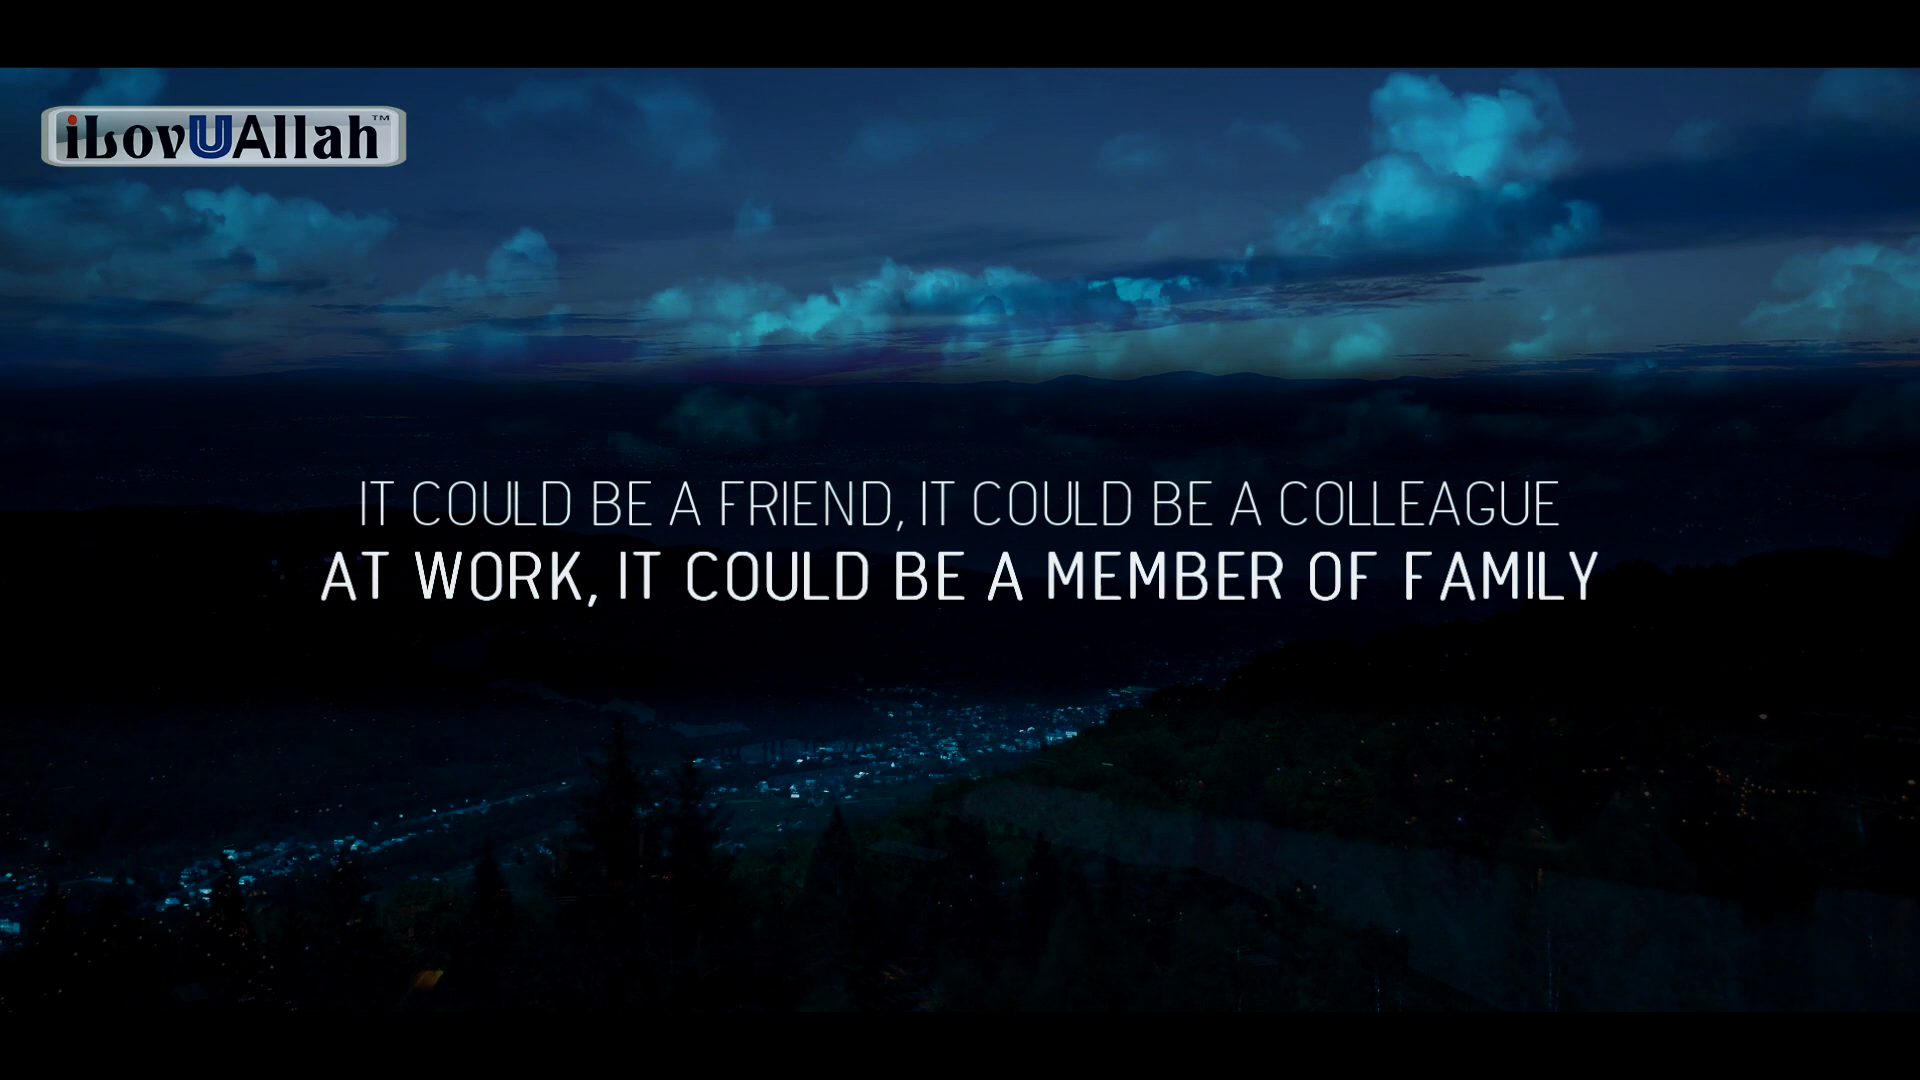 iLovUAllah™
IT COULD BE A FRIEND, IT COULD BE A COLLEAGUE
AT WORK, IT COULD BE A MEMBER OF FAMILY